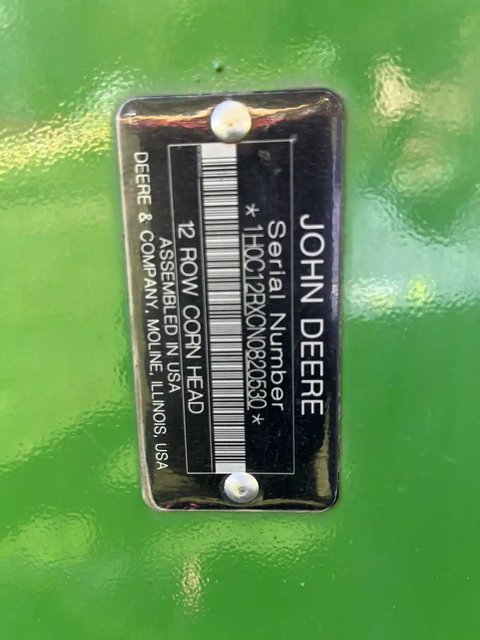 JOHN DEERE
Serial Number
* 1H0C12RXCN0820530 *
12 ROW CORN HEAD
ASSEMBLED IN USA
DEERE & COMPANY, MOLINE, ILLINOIS, USA